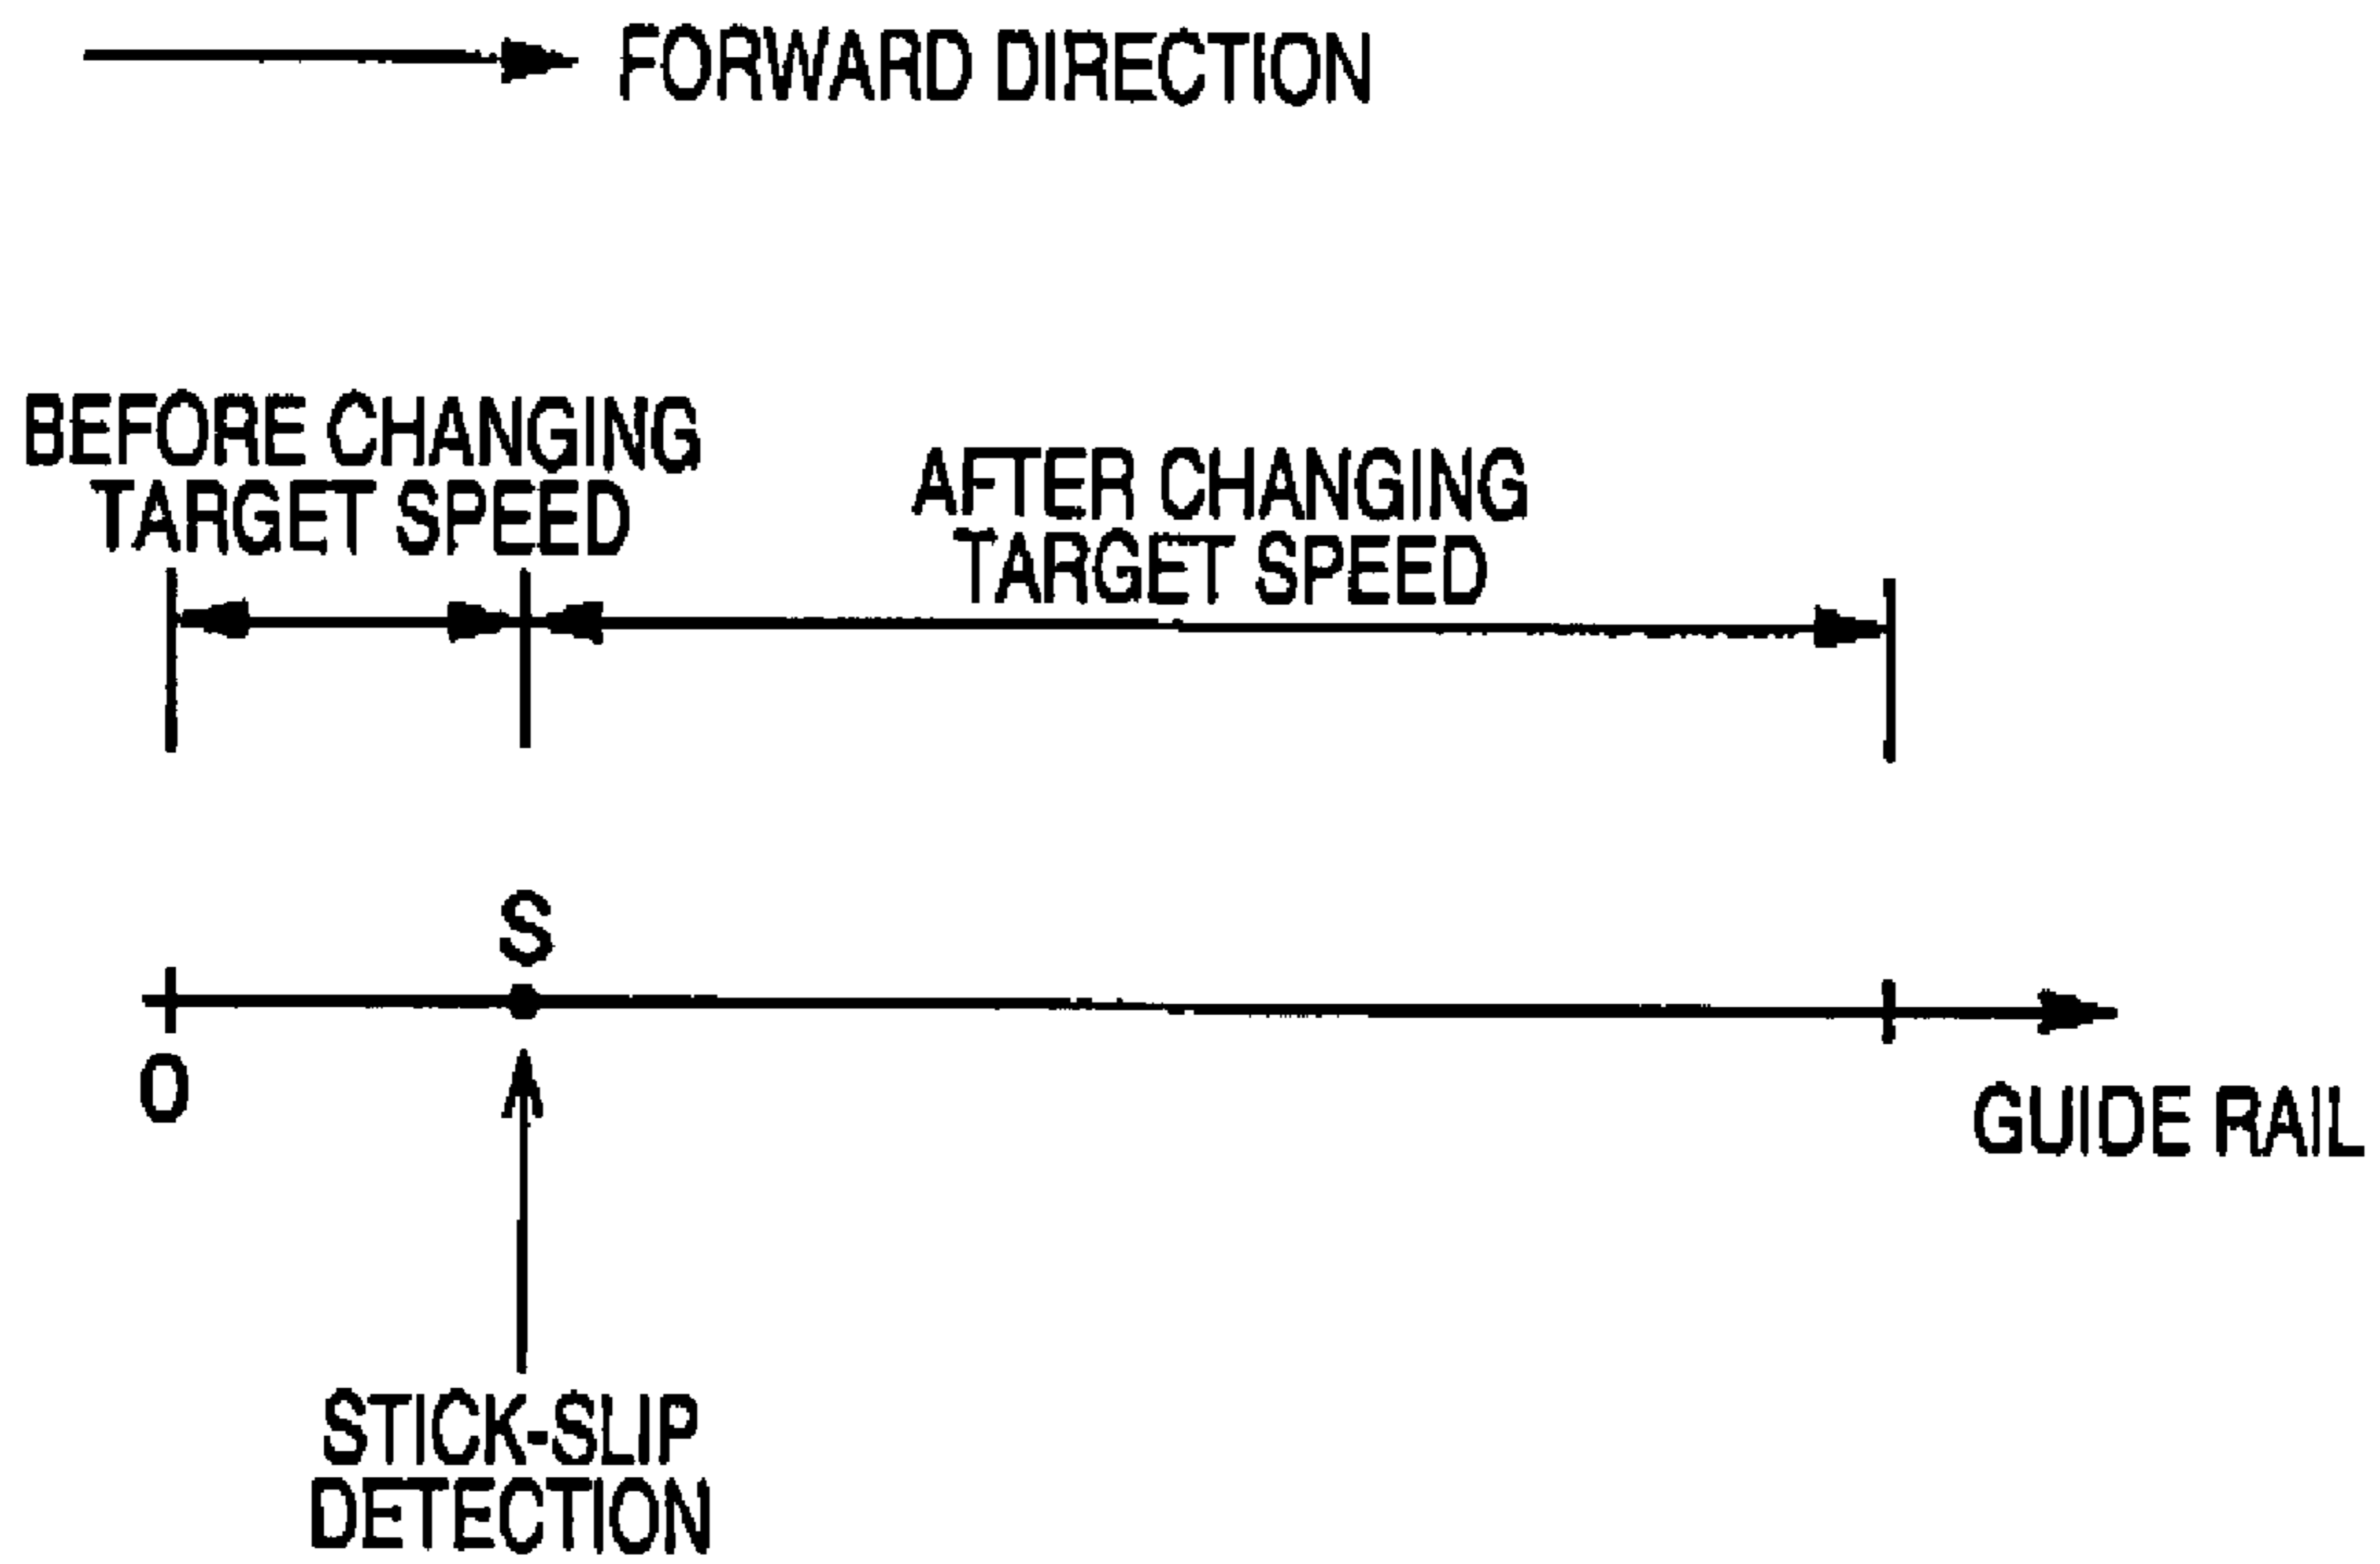 FORWARD DIRECTION
BEFORE CHANGING
TARGET SPEED
AFTER CHANGING
TARGET SPEED
S
O
GUIDE RAIL
STICK-SLIP
DETECTION